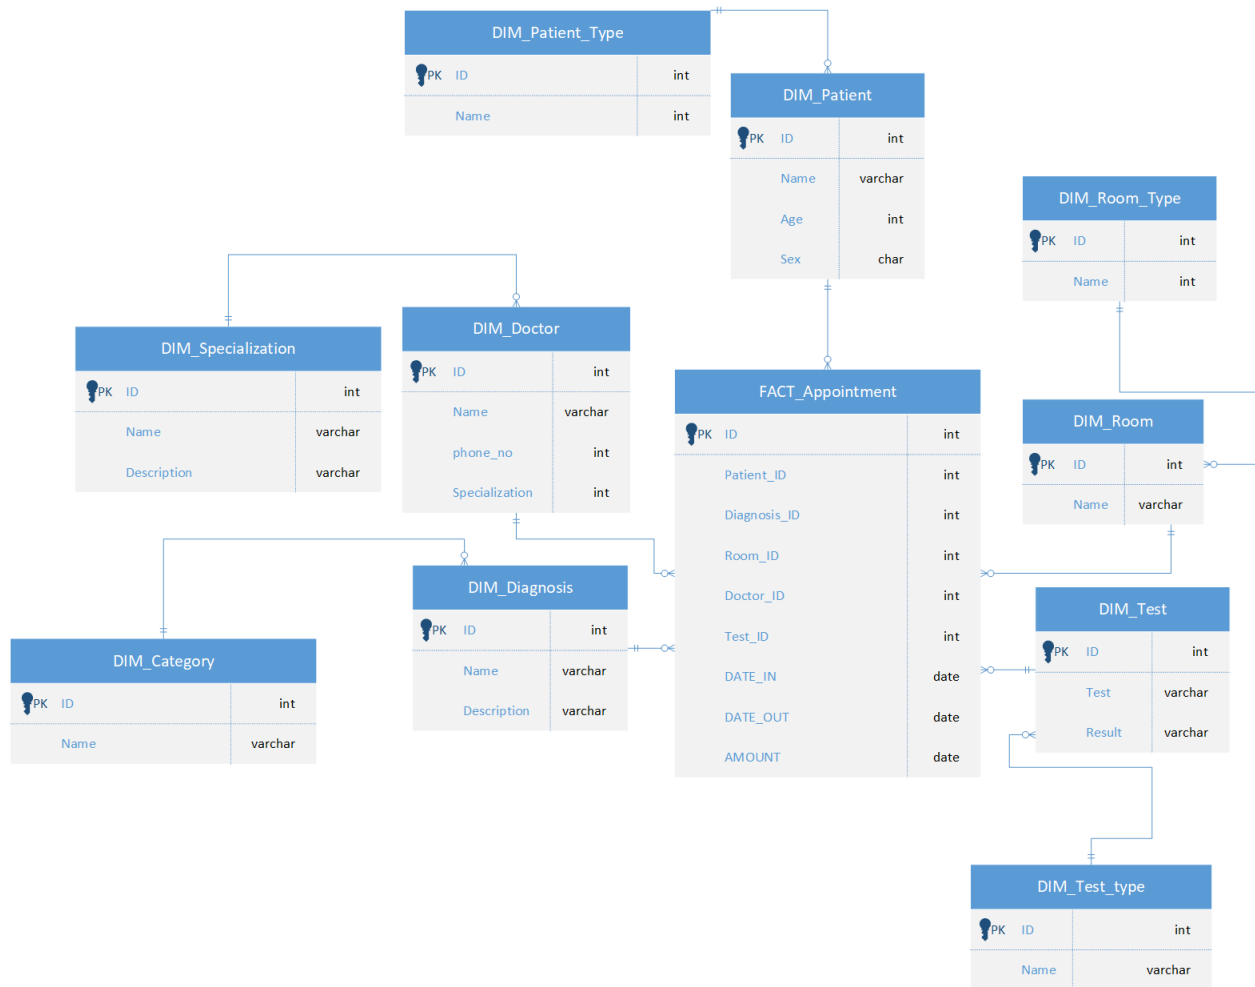 DIM_Patient_Type
PK ID int
Name int
DIM_Patient
PK ID int
Name varchar
Age int
Sex char
DIM_Room_Type
PK ID int
Name int
DIM_Specialization
PK ID int
Name varchar
Description varchar
DIM_Doctor
PK ID int
Name varchar
phone_no int
Specialization int
FACT_Appointment
PK ID int
Patient_ID int
Diagnosis_ID int
Room_ID int
Doctor_ID int
Test_ID int
DATE_IN date
DATE_OUT date
AMOUNT date
DIM_Room
PK ID int
Name varchar
DIM_Category
PK ID int
Name varchar
DIM_Diagnosis
PK ID int
Name varchar
Description varchar
DIM_Test
PK ID int
Test varchar
Result varchar
DIM_Test_type
PK ID int
Name varchar